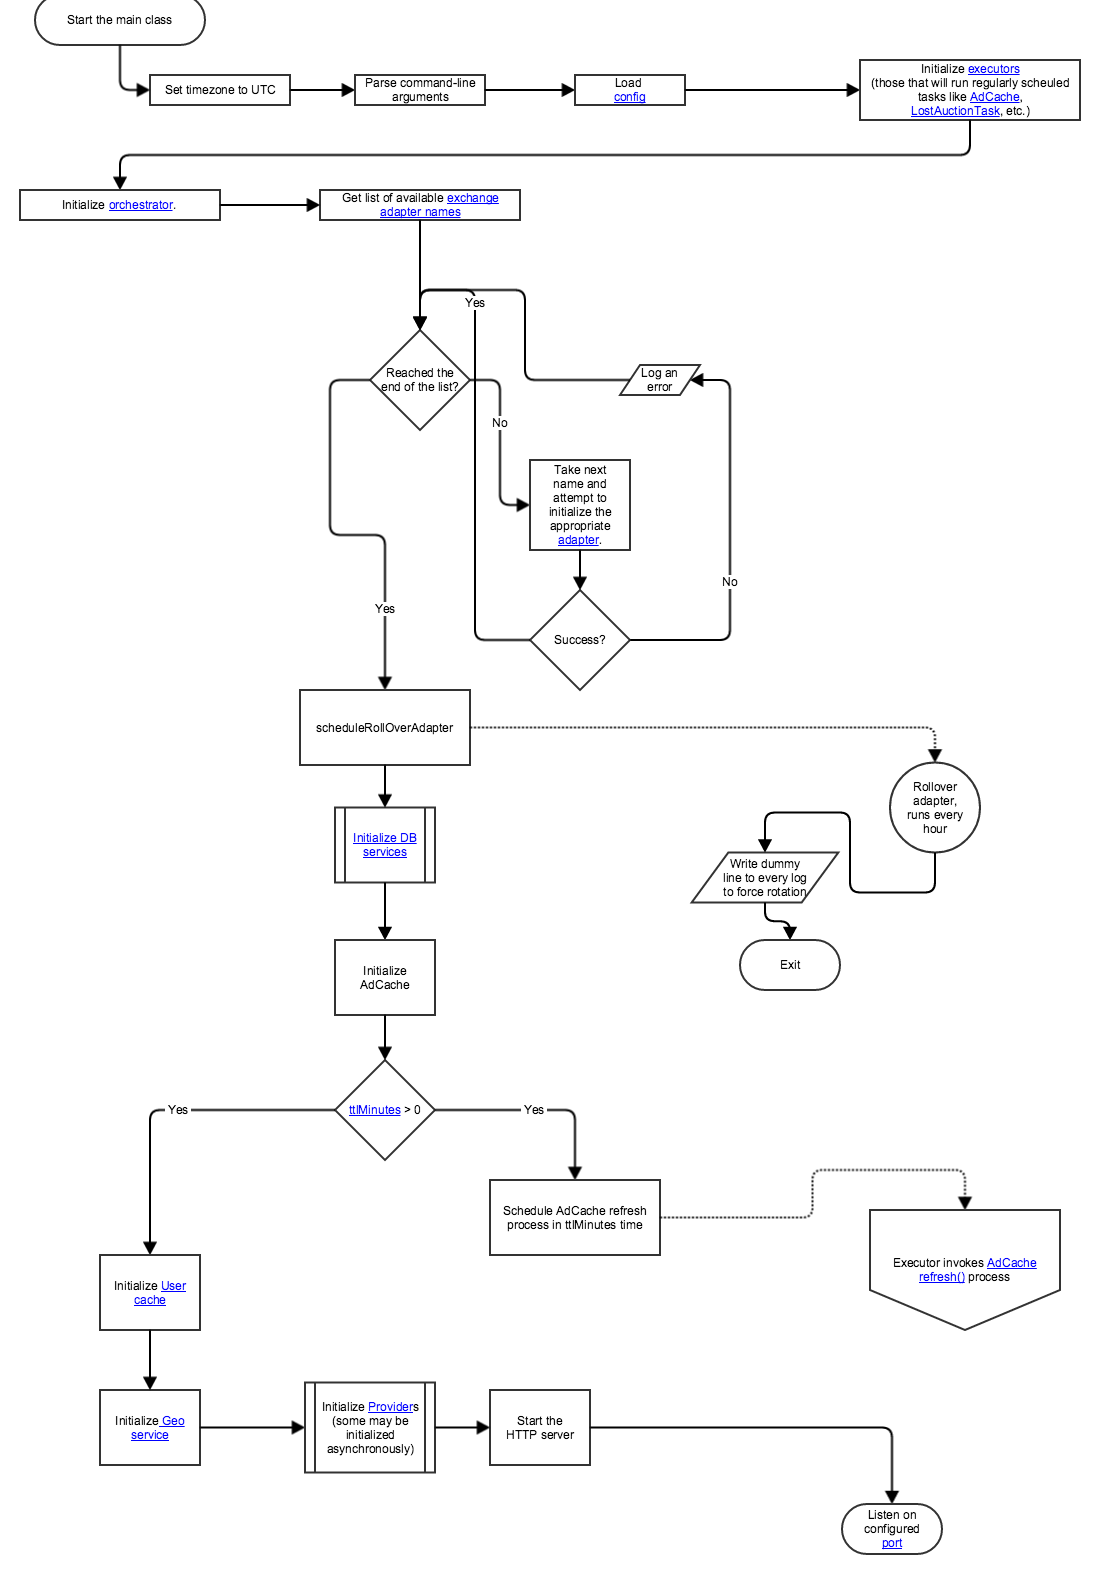 Start the main class
Set timezone to UTC
Parse command-line
arguments
Load
config
Initialize executors
(those that will run regularly scheuled
tasks like AdCache,
LostAuctionTask, etc.)
Initialize orchestrator.
Get list of available exchange
adapter names
Yes
Reached the
end of the list?
Log an
error
No
Take next
name and
attempt to
initialize the
appropriate
adapter.
No
Yes
Success?
scheduleRollOverAdapter
Rollover
adapter,
runs every
hour
Initialize DB
services
Write dummy
line to every log
to force rotation
Initialize
AdCache
Exit
Yes
ttlMinutes > 0
Yes
Schedule AdCache refresh
process in ttlMinutes time
Executor invokes AdCache
refresh() process
Initialize User
cache
Initialize Geo
service
Initialize Providers
(some may be
initialized
asynchronously)
Start the
HTTP server
Listen on
configured
port